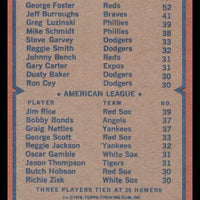 George Foster Reds 52
Jeff Burroughs Braves 41
Greg Luzinski Phillies 39
Mike Schmidt Phillies 38
Steve Garvey Dodgers 33
Reggie Smith Dodgers 32
Johnny Bench Reds 31
Gary Carter Expos 31
Dusty Baker Dodgers 30
Ron Cey Dodgers 30
AMERICAN LEAGUE
PLAYER TEAM NO.
Jim Rice Red Sox 39
Bobby Bonds Angels 37
Craig Nettles Yankees 37
George Scott Red Sox 33
Reggie Jackson Yankees 32
Oscar Gamble White Sox 31
Jason Thompson Tigers 31
Butch Hobson Red Sox 30
Richie Zisk White Sox 30
THREE PLAYERS TIED AT 29 HOMERS
© 1978 TOPPS CHEWING GUM, INC.